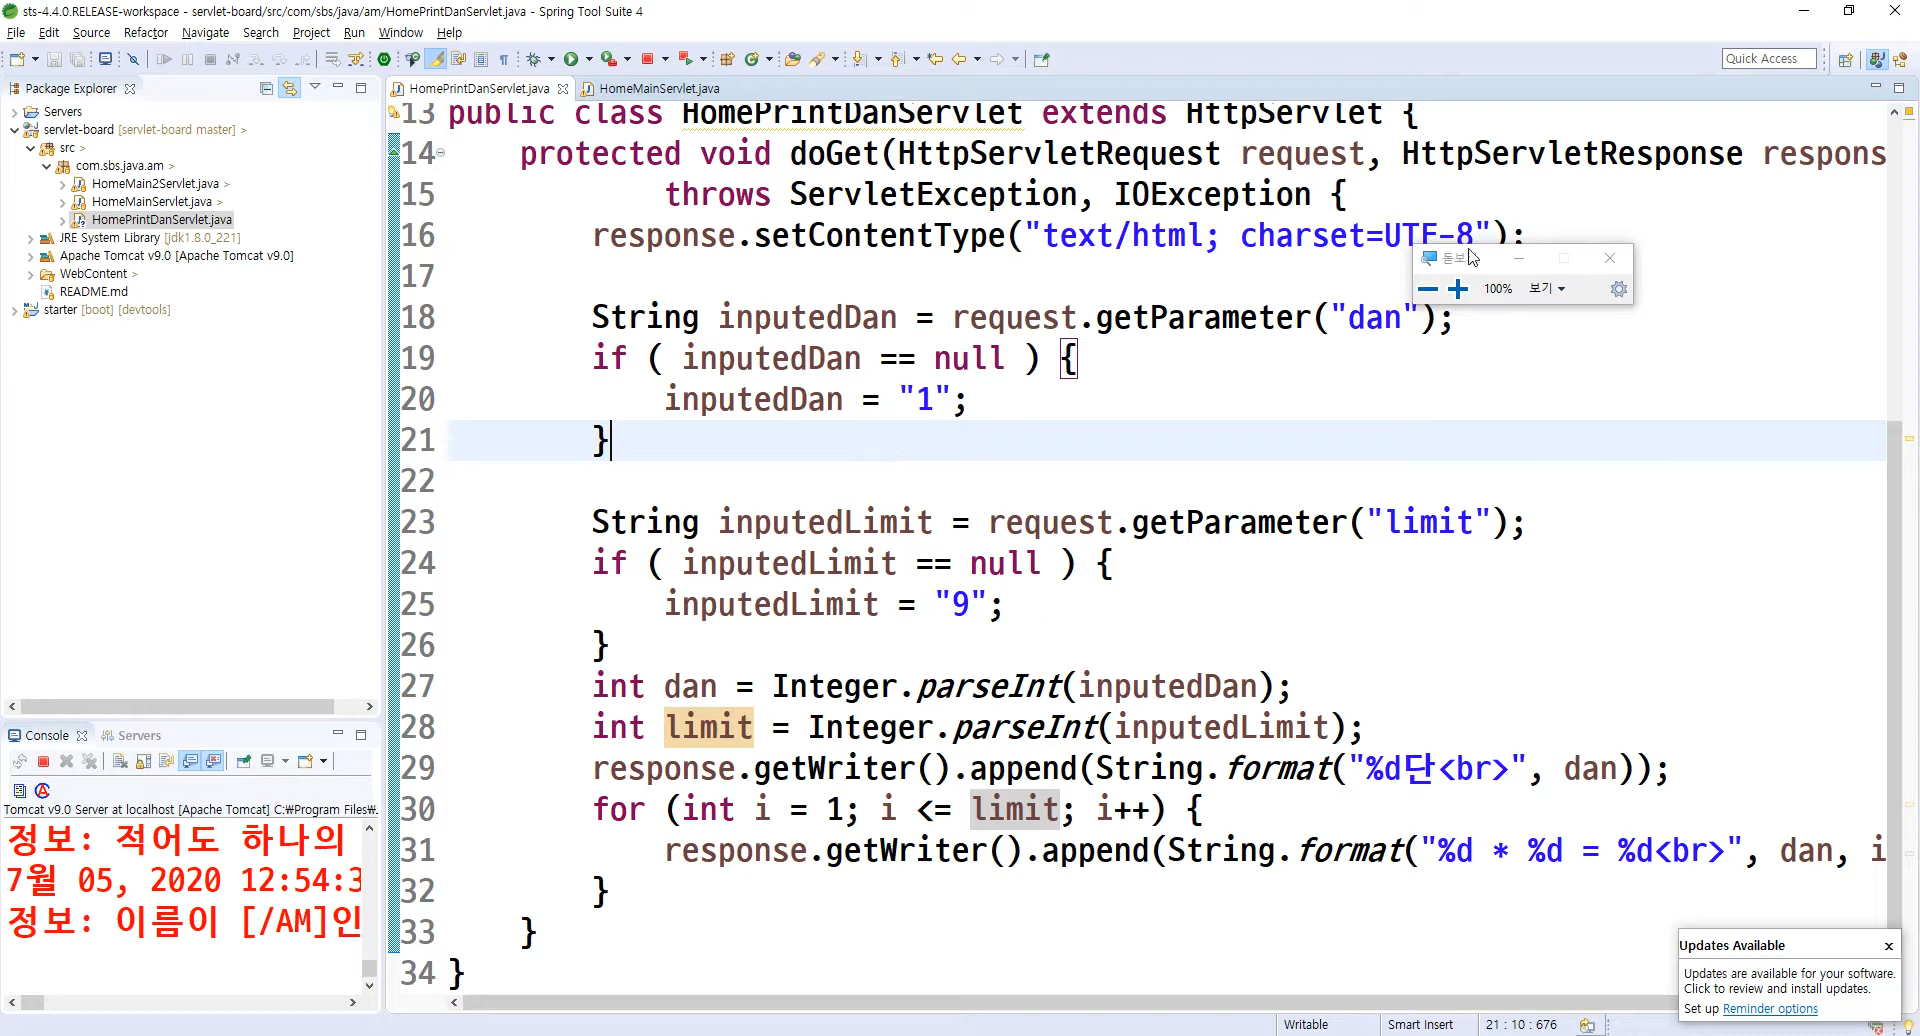 sts-4.4.0.RELEASE-workspace - servlet-board/src/com/sbs/java/am/HomePrintDanServlet.java - Spring Tool Suite 4
File Edit Source Refactor Navigate Search Project Run Window Help
Quick Access
Package Explorer
Servers
servlet-board [servlet-board master] >
src >
com.sbs.java.am >
HomeMain2Servlet.java >
HomeMainServlet.java >
HomePrintDanServlet.java
JRE System Library [jdk1.8.0_221]
Apache Tomcat v9.0 [Apache Tomcat v9.0]
WebContent >
README.md
starter [boot] [devtools]
Console Servers
Tomcat v9.0 Server at localhost [Apache Tomcat] C:₩Program Files₩.
정보: 적어도 하나의
7월 05, 2020 12:54:3
정보: 이름이 [/AM]인
HomePrintDanServlet.java HomeMainServlet.java
13 public class HomePrintDanServlet extends HttpServlet {
14 protected void doGet(HttpServletRequest request, HttpServletResponse respons
15 throws ServletException, IOException {
16 response.setContentType("text/html; charset=UTF-8");
17
18 String inputedDan = request.getParameter("dan");
19 if ( inputedDan == null ) {
20 inputedDan = "1";
21 }
22
23 String inputedLimit = request.getParameter("limit");
24 if ( inputedLimit == null ) {
25 inputedLimit = "9";
26 }
27 int dan = Integer.parseInt(inputedDan);
28 int limit = Integer.parseInt(inputedLimit);
29 response.getWriter().append(String.format("%d단<br>", dan));
30 for (int i = 1; i <= limit; i++) {
31 response.getWriter().append(String.format("%d * %d = %d<br>", dan, i
32 }
33 }
34 }
돋보
100% 보기
Updates Available
Updates are available for your software.
Click to review and install updates.
Set up Reminder options
Writable Smart Insert 21 : 10 : 676